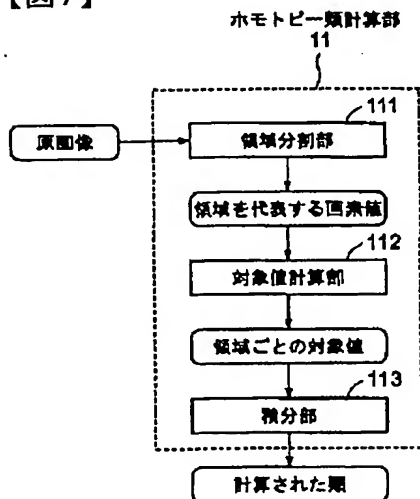 【図7】
ホモトピー類計算部
11
111
原画像
領域分割部
領域を代表する画素値
112
対象値計算部
領域ごとの対象値
113
積分部
計算された類